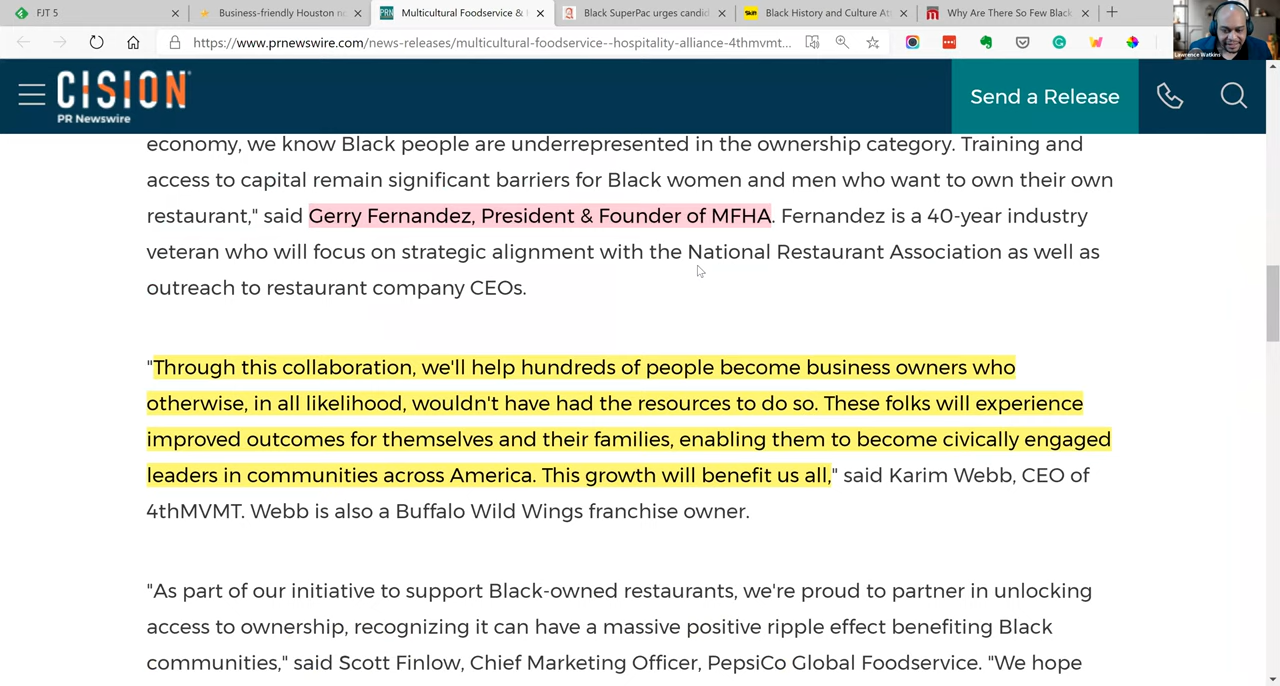 FJT 5
Business-friendly Houston n
Multicultural Foodservice &
Black SuperPac urges candid
Black History and Culture At
Why Are There So Few Black
https://www.prnewswire.com/news-releases/multicultural-foodservice--hospitality-alliance-4thmvmt...
Lawrence Watkins
CISION
PR Newswire
Send a Release
economy, we know Black people are underrepresented in the ownership category. Training and
access to capital remain significant barriers for Black women and men who want to own their own
restaurant," said Gerry Fernandez, President & Founder of MFHA. Fernandez is a 40-year industry
veteran who will focus on strategic alignment with the National Restaurant Association as well as
outreach to restaurant company CEOs.
"Through this collaboration, we'll help hundreds of people become business owners who
otherwise, in all likelihood, wouldn't have had the resources to do so. These folks will experience
improved outcomes for themselves and their families, enabling them to become civically engaged
leaders in communities across America. This growth will benefit us all," said Karim Webb, CEO of
4thMVMT. Webb is also a Buffalo Wild Wings franchise owner.
"As part of our initiative to support Black-owned restaurants, we're proud to partner in unlocking
access to ownership, recognizing it can have a massive positive ripple effect benefiting Black
communities," said Scott Finlow, Chief Marketing Officer, PepsiCo Global Foodservice. "We hope